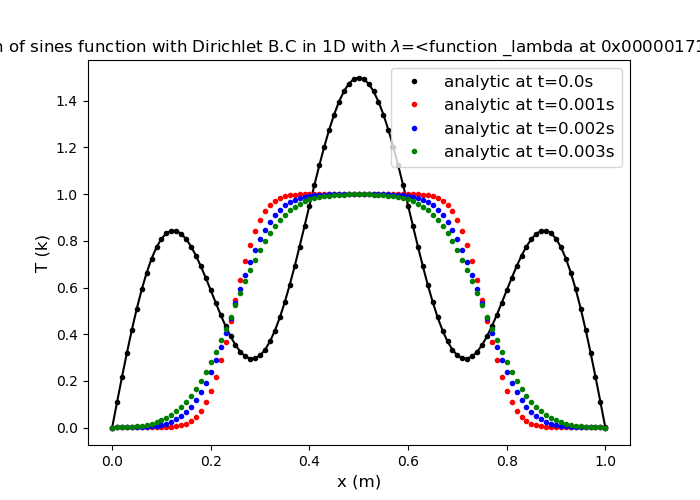 of sines function with Dirichlet B.C in 1D with λ=<function _lambda at 0x00000171
analytic at t=0.0s
analytic at t=0.001s
analytic at t=0.002s
analytic at t=0.003s
T (k)
1.4
1.2
1.0
0.8
0.6
0.4
0.2
0.0
0.0 0.2 0.4 0.6 0.8 1.0
x (m)